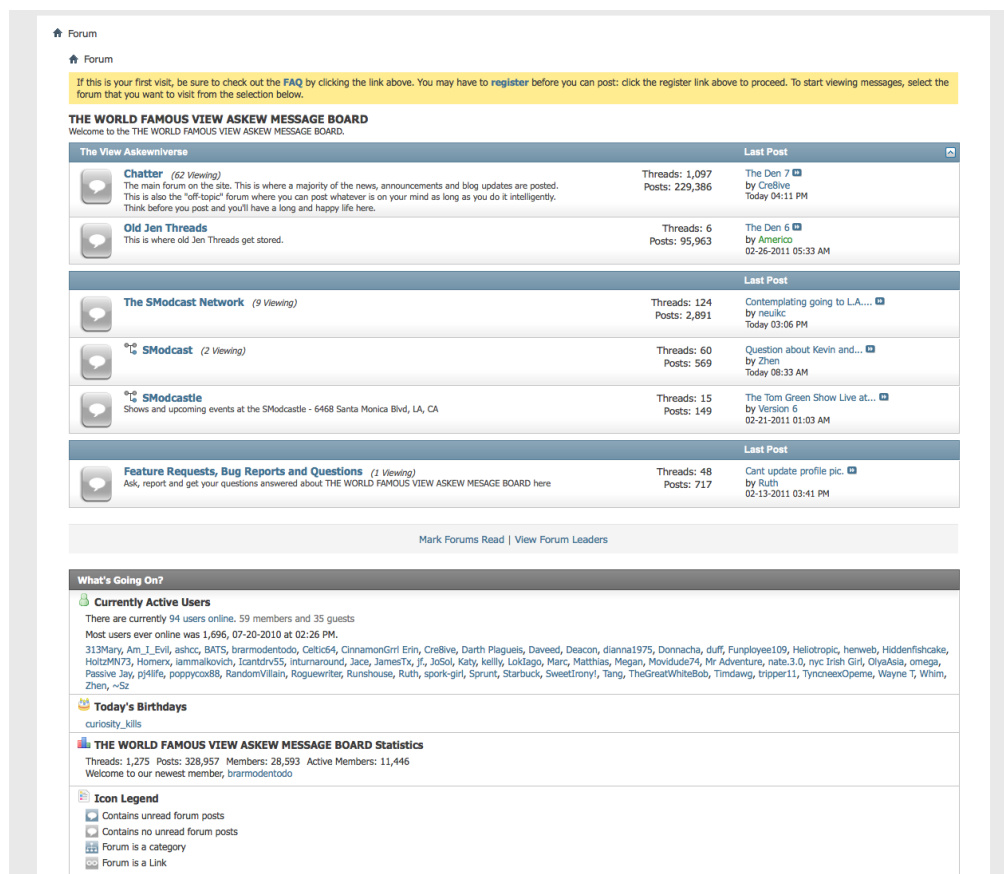 Forum
Forum
If this is your first visit, be sure to check out the FAQ by clicking the link above. You may have to register before you can post: click the register link above to proceed. To start viewing messages, select the
forum that you want to visit from the selection below.
THE WORLD FAMOUS VIEW ASKEW MESSAGE BOARD
Welcome to the THE WORLD FAMOUS VIEW ASKEW MESSAGE BOARD.
The View Askewniverse Last Post
Chatter (62 Viewing) Threads: 1,097 The Den 7
The main forum on the site. This is where a majority of the news, announcements and blog updates are posted. Posts: 229,386 by Cre8ive
This is also the "off-topic" forum where you can post whatever is on your mind as long as you do it intelligently. Today 04:11 PM
Think before you post and you'll have a long and happy life here.
Old Jen Threads Threads: 6 The Den 6
This is where old Jen Threads get stored. Posts: 95,963 by Americo
02-26-2011 05:33 AM
Last Post
The SModcast Network (9 Viewing) Threads: 124 Contemplating going to L.A....
Posts: 2,891 by neuikc
Today 03:06 PM
SModcast (2 Viewing) Threads: 60 Question about Kevin and...
Posts: 569 by Zhen
Today 08:33 AM
SModcastle Threads: 15 The Tom Green Show Live at...
Shows and upcoming events at the SModcastle - 6468 Santa Monica Blvd, LA, CA Posts: 149 by Version 6
02-21-2011 01:03 AM
Last Post
Feature Requests, Bug Reports and Questions (1 Viewing) Threads: 48 Cant update profile pic.
Ask, report and get your questions answered about THE WORLD FAMOUS VIEW ASKEW MESAGE BOARD here Posts: 717 by Ruth
02-13-2011 03:41 PM
Mark Forums Read | View Forum Leaders
What's Going On?
Currently Active Users
There are currently 94 users online. 59 members and 35 guests
Most users ever online was 1,696, 07-20-2010 at 02:26 PM.
313Mary, Am_I_Evil, ashcc, BATS, brarmodentodo, Celtic64, CinnamonGrrl Erin, Cre8ive, Darth Plagueis, Daveed, Deacon, dianna1975, Donnacha, duff, Funployee109, Heliotropic, henweb, Hiddenfishcake,
HoltzMN73, Homerx, iammalkovich, Icantdrv55, inturnaround, Jace, JamesTx, jf., JoSol, Katy, kellly, LokIago, Marc, Matthias, Megan, Movidude74, Mr Adventure, nate.3.0, nyc Irish Girl, OlyaAsia, omega,
Passive Jay, pj4life, poppycox88, RandomVillain, Roguewriter, Runshouse, Ruth, spork-girl, Sprunt, Starbuck, SweetIrony!, Tang, TheGreatWhiteBob, Timdawg, tripper11, TyncneexOpeme, Wayne T, Whim,
Zhen, ~Sz
Today's Birthdays
curiosity_kills
THE WORLD FAMOUS VIEW ASKEW MESSAGE BOARD Statistics
Threads: 1,275 Posts: 328,957 Members: 28,593 Active Members: 11,446
Welcome to our newest member, brarmodentodo
Icon Legend
Contains unread forum posts
Contains no unread forum posts
Forum is a category
Forum is a Link